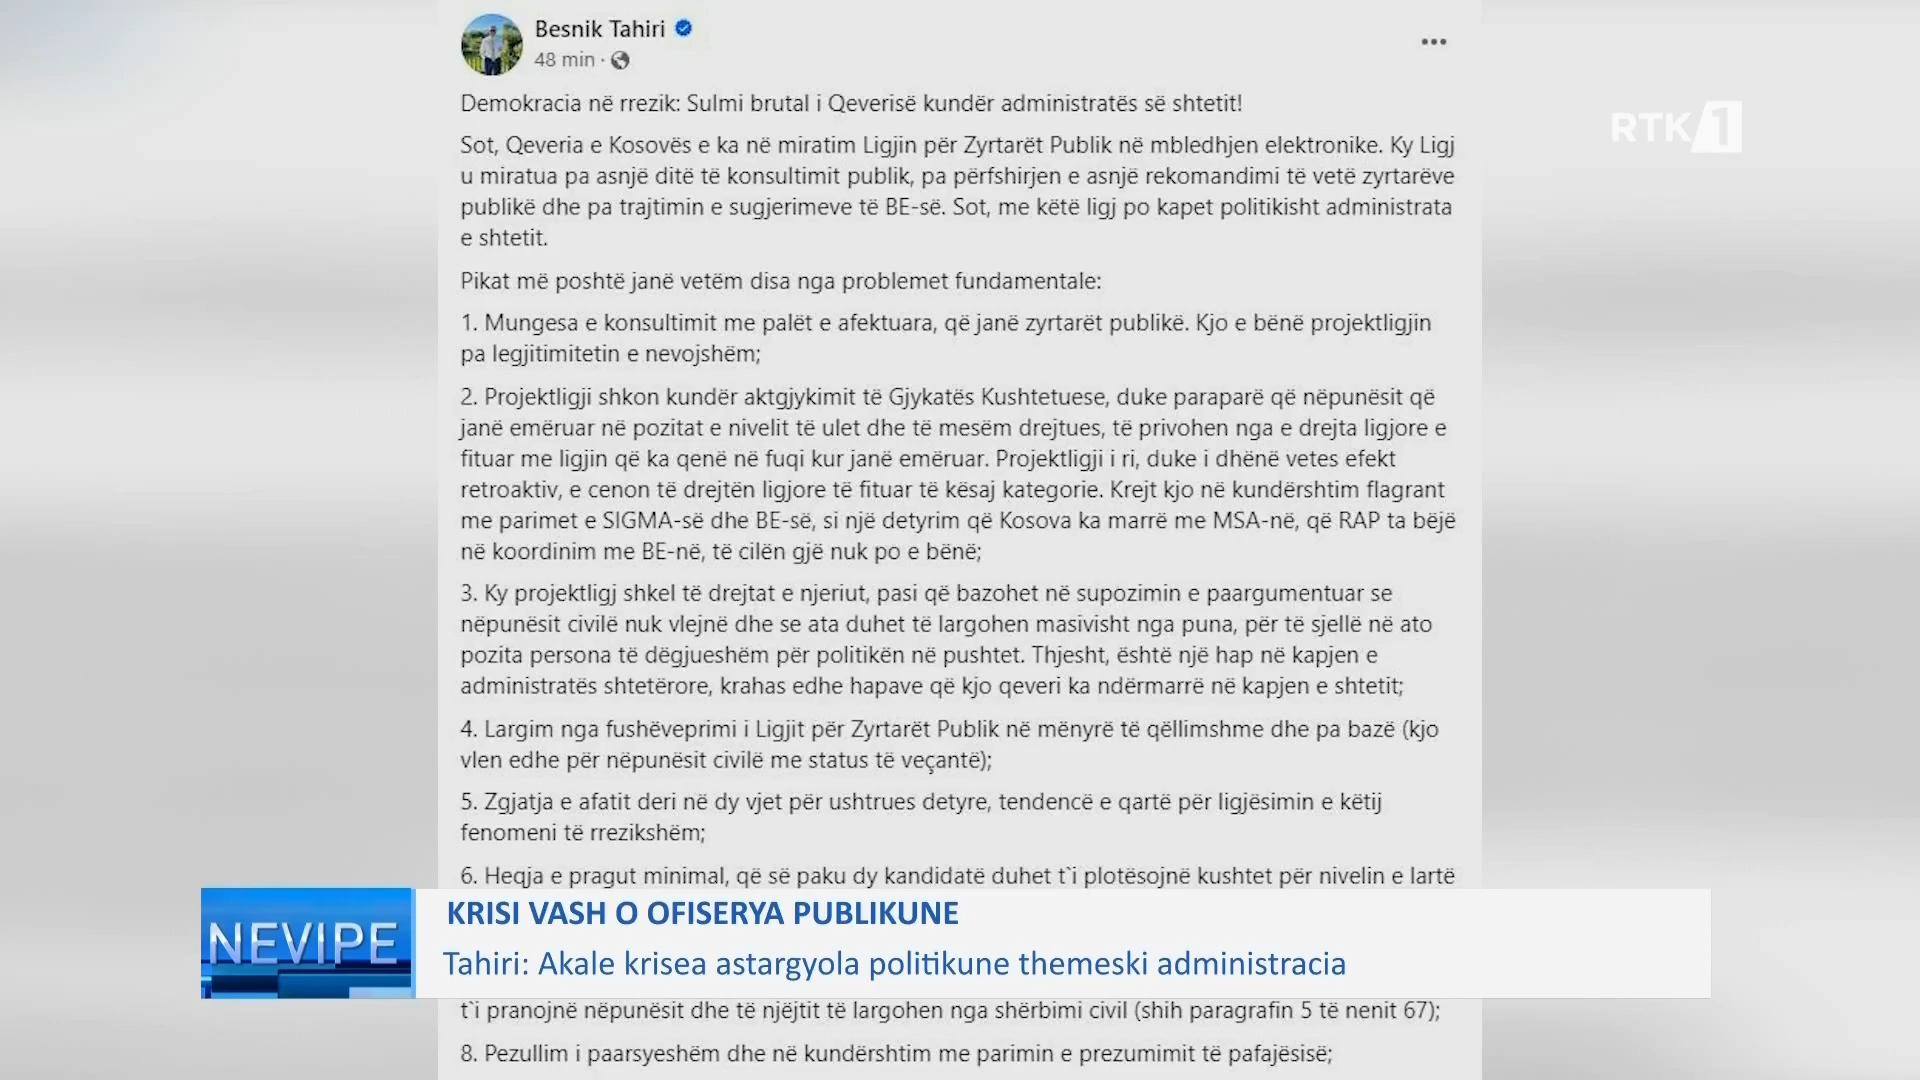 Besnik Tahiri
48 min
Demokracia në rrezik: Sulmi brutal i Qeverisë kundër administratës së shtetit!
RTK 1
Sot, Qeveria e Kosovës e ka në miratim Ligjin për Zyrtarët Publik në mbledhjen elektronike. Ky Ligj
u miratua pa asnjë ditë të konsultimit publik, pa përfshirjen e asnjë rekomandimi të vetë zyrtarëve
publikë dhe pa trajtimin e sugjerimeve të BE-së. Sot, me këtë ligj po kapet politikisht administrata
e shtetit.
Pikat më poshtë janë vetëm disa nga problemet fundamentale:
1. Mungesa e konsultimit me palët e afektuara, që janë zyrtarët publikë. Kjo e bënë projektligjin
pa legjitimitetin e nevojshëm;
2. Projektligji shkon kundër aktgjykimit të Gjykatës Kushtetuese, duke paraparë që nëpunësit që
janë emëruar në pozitat e nivelit të ulet dhe të mesëm drejtues, të privohen nga e drejta ligjore e
fituar me ligjin që ka qenë në fuqi kur janë emëruar. Projektligji i ri, duke i dhënë vetes efekt
retroaktiv, e cenon të drejtën ligjore të fituar të kësaj kategorie. Krejt kjo në kundërshtim flagrant
me parimet e SIGMA-së dhe BE-së, si një detyrim që Kosova ka marrë me MSA-në, që RAP ta bëjë
në koordinim me BE-në, të cilën gjë nuk po e bënë;
3. Ky projektligj shkel të drejtat e njeriut, pasi që bazohet në supozimin e paargumentuar se
nëpunësit civilë nuk vlejnë dhe se ata duhet të largohen masivisht nga puna, për të sjellë në ato
pozita persona të dëgjueshëm për politikën në pushtet. Thjesht, është një hap në kapjen e
administratës shtetërore, krahas edhe hapave që kjo qeveri ka ndërmarrë në kapjen e shtetit;
4. Largim nga fushëveprimi i Ligjit për Zyrtarët Publik në mënyrë të qëllimshme dhe pa bazë (kjo
vlen edhe për nëpunësit civilë me status të veçantë);
5. Zgjatja e afatit deri në dy vjet për ushtrues detyre, tendencë e qartë për ligjësimin e këtij
fenomeni të rrezikshëm;
6. Heqja e pragut minimal, që së paku dy kandidatë duhet t`i plotësojnë kushtet për nivelin e lartë
NEVIPE
KRISI VASH O OFISERYA PUBLIKUNE
Tahiri: Akale krisea astargyola politikune themeski administracia
t`i pranojnë nëpunësit dhe të njëjtit të largohen nga shërbimi civil (shih paragrafin 5 të nenit 67);
8. Pezullim i paarsyeshëm dhe në kundërshtim me parimin e prezumimit të pafajësisë;